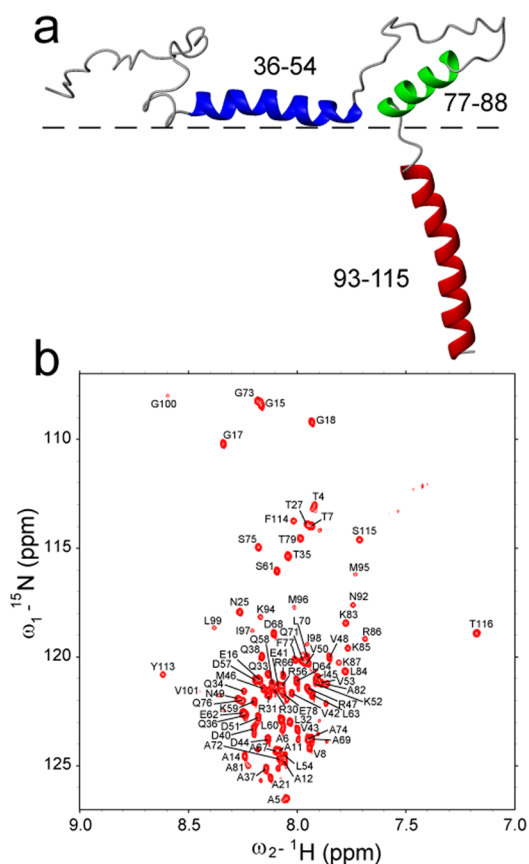 a
36-54
77-88
93-115
b
G73
G15
G100
G18
110
G17
T4
F114
T27
T7
S75
T79
S115
115
T35
S61
M95
N25
K94
M96
N92
L99
D68
L70
K83
R86
T116
I97
Q71
I98
V48
Q58
V50
K85
Q38
E41
K87
120
D57
R66
D64
L84
E16
Q33
I45
Y113
M46
V53
Q34
A82
V101
K52
N49
R31
R30
E78
R47
Q76
K59
V42
L63
E62
D51
L60
L32
V43
A74
Q36
A69
D40
D44
A67
A6
A11
V8
A72
L54
A14
A12
125
A81
A37
A21
A5
9.0 8.5 8.0 7.5 7.0
ω1 - 15N (ppm)
ω2 - 1H (ppm)